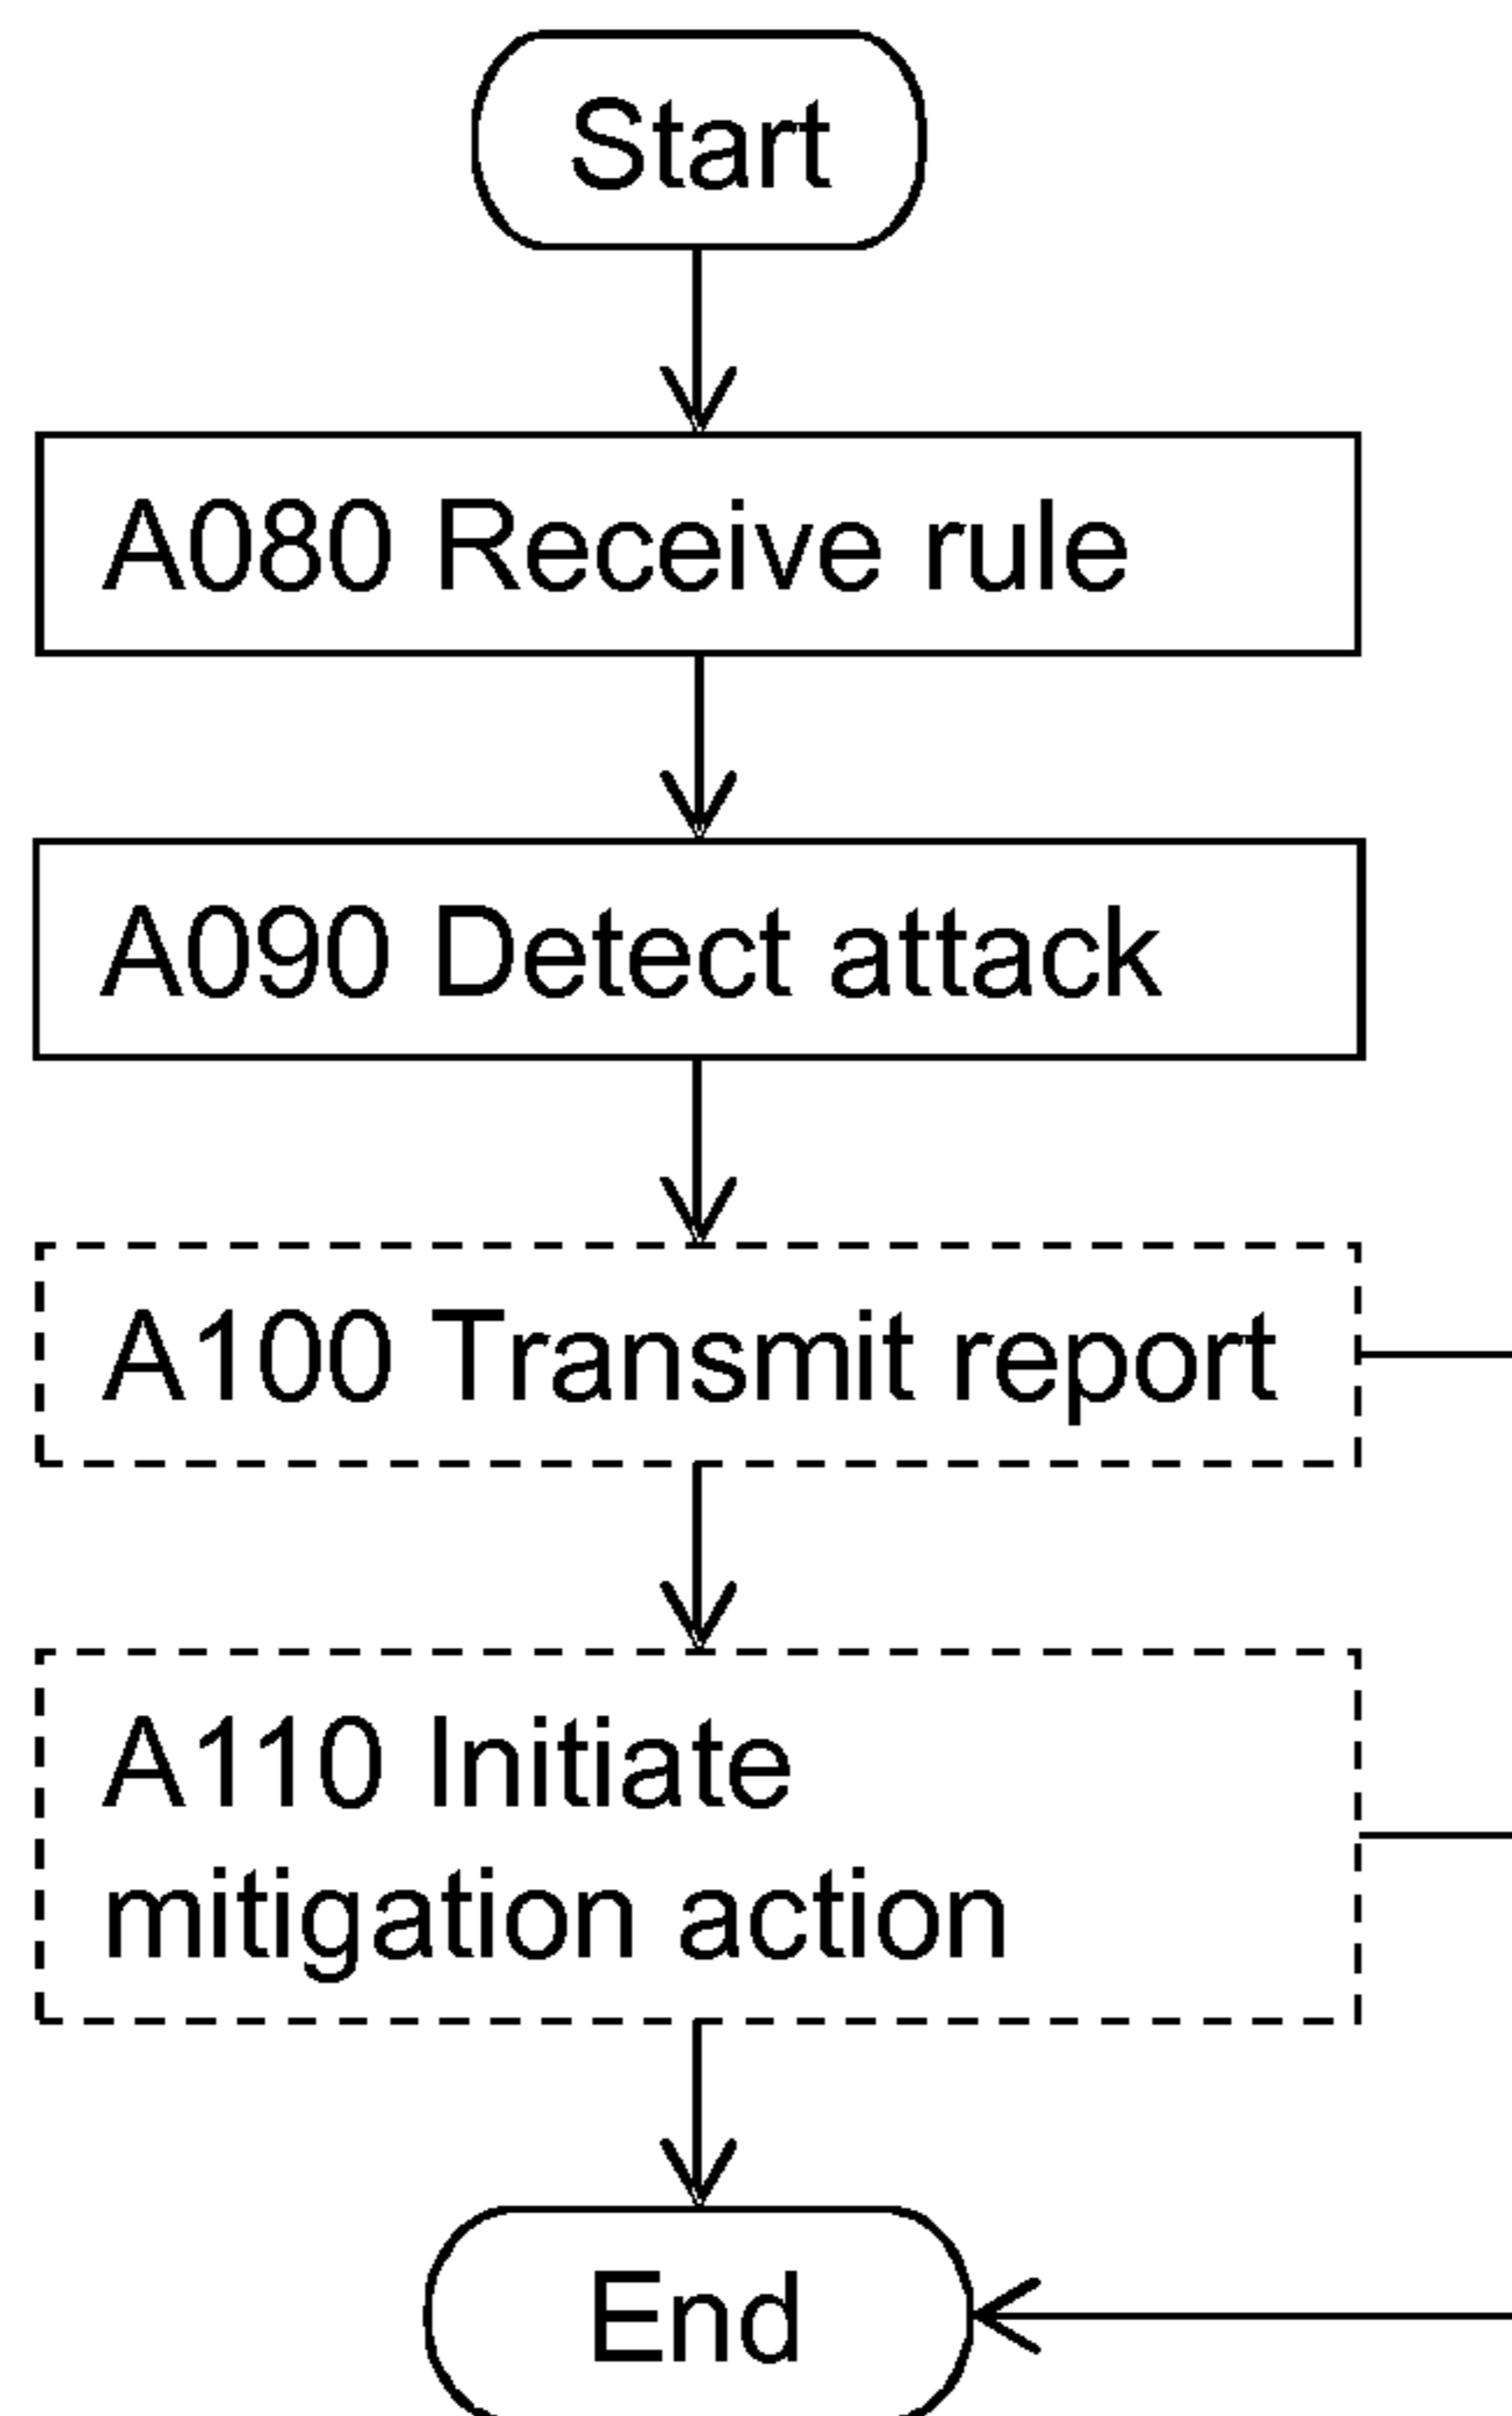 Start
A080 Receive rule
A090 Detect attack
A100 Transmit report
A110 Initiate
mitigation action
End